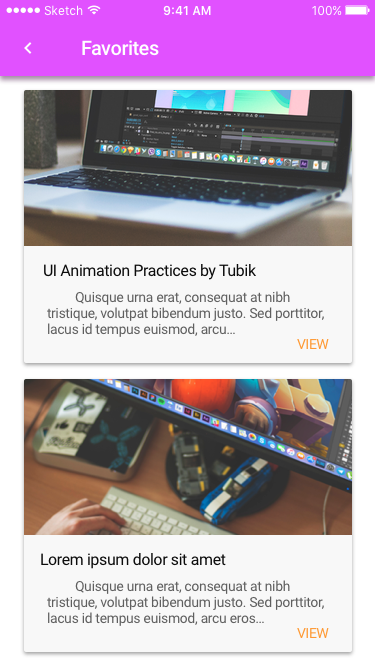 Sketch 9:41 AM 100%
Favorites
UI Animation Practices by Tubik
Quisque urna erat, consequat at nibh
tristique, volutpat bibendum justo. Sed porttitor,
lacus id tempus euismod, arcu...
VIEW
Lorem ipsum dolor sit amet
Quisque urna erat, consequat at nibh
tristique, volutpat bibendum justo. Sed porttitor,
lacus id tempus euismod, arcu eros...
VIEW